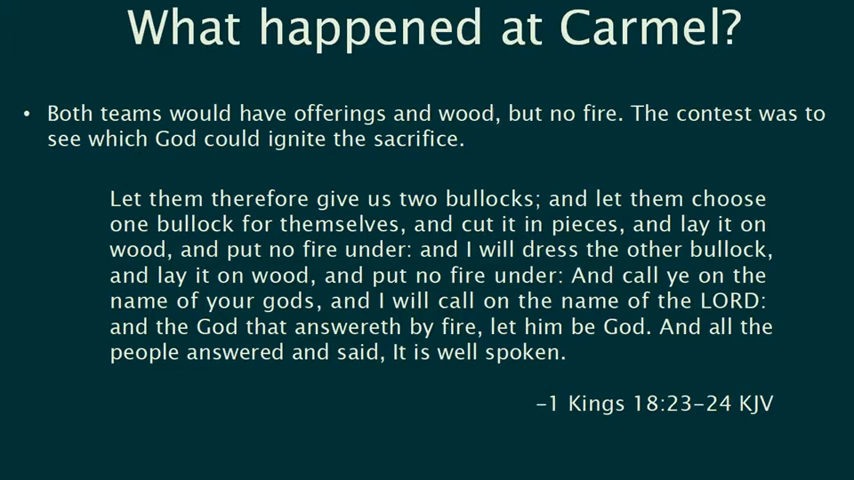 What happened at Carmel?
• Both teams would have offerings and wood, but no fire. The contest was to
see which God could ignite the sacrifice.
Let them therefore give us two bullocks; and let them choose
one bullock for themselves, and cut it in pieces, and lay it on
wood, and put no fire under: and I will dress the other bullock,
and lay it on wood, and put no fire under: And call ye on the
name of your gods, and I will call on the name of the LORD:
and the God that answereth by fire, let him be God. And all the
people answered and said, It is well spoken.
–1 Kings 18:23–24 KJV